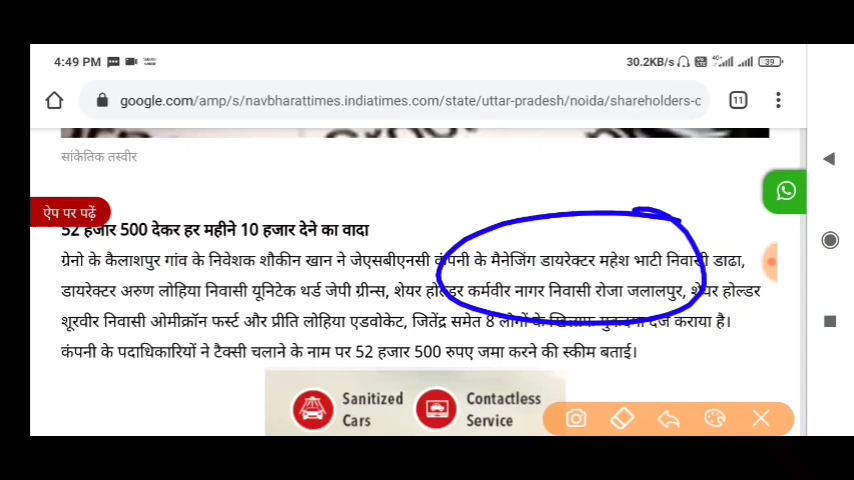 4:49 PM
30.2KB/s 4G+ 39
google.com/amp/s/navbharattimes.indiatimes.com/state/uttar-pradesh/noida/shareholders-c
11
सांकेतिक तस्वीर
ऐप पर पढ़ें
52 हजार 500 देकर हर महीने 10 हजार देने का वादा
ग्रेनो के कैलाशपुर गांव के निवेशक शौकीन खान ने जेएसबीएनसी कंपनी के मैनेजिंग डायरेक्टर महेश भाटी निवासी डाढा,
डायरेक्टर अरुण लोहिया निवासी यूनिटेक थर्ड जेपी ग्रीन्स, शेयर होल्डर कर्मवीर नागर निवासी रोजा जलालपुर, शेयर होल्डर
शूरवीर निवासी ओमीक्रॉन फर्स्ट और प्रीति लोहिया एडवोकेट, जितेंद्र समेत 8 लोगों के खिलाफ मुकदमा दर्ज कराया है।
कंपनी के पदाधिकारियों ने टैक्सी चलाने के नाम पर 52 हजार 500 रुपए जमा करने की स्कीम बताई।
Sanitized Contactless
Cars Service